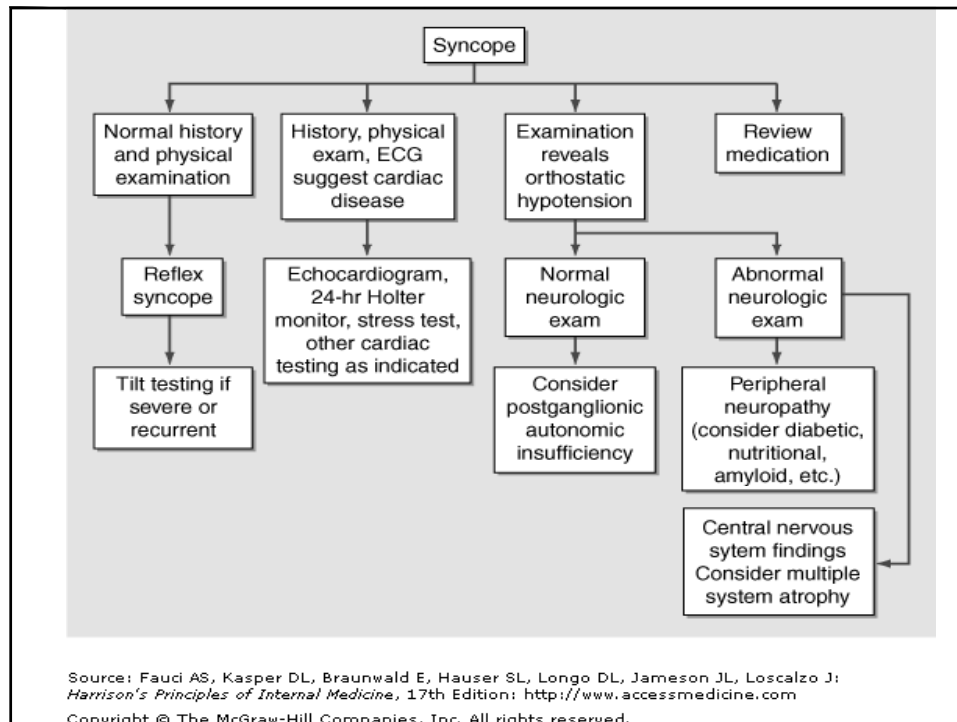 Syncope
Normal history
and physical
examination
History, physical
exam, ECG
suggest cardiac
disease
Examination
reveals
orthostatic
hypotension
Review
medication
Reflex
syncope
Echocardiogram,
24-hr Holter
monitor, stress test,
other cardiac
testing as indicated
Normal
neurologic
exam
Abnormal
neurologic
exam
Tilt testing if
severe or
recurrent
Consider
postganglionic
autonomic
insufficiency
Peripheral
neuropathy
(consider diabetic,
nutritional,
amyloid, etc.)
Central nervous
sytem findings
Consider multiple
system atrophy
Source: Fauci AS, Kasper DL, Braunwald E, Hauser SL, Longo DL, Jameson JL, Loscalzo J:
Harrison's Principles of Internal Medicine, 17th Edition: http://www.accessmedicine.com
Copyright © The McGraw-Hill Companies, Inc. All rights reserved.